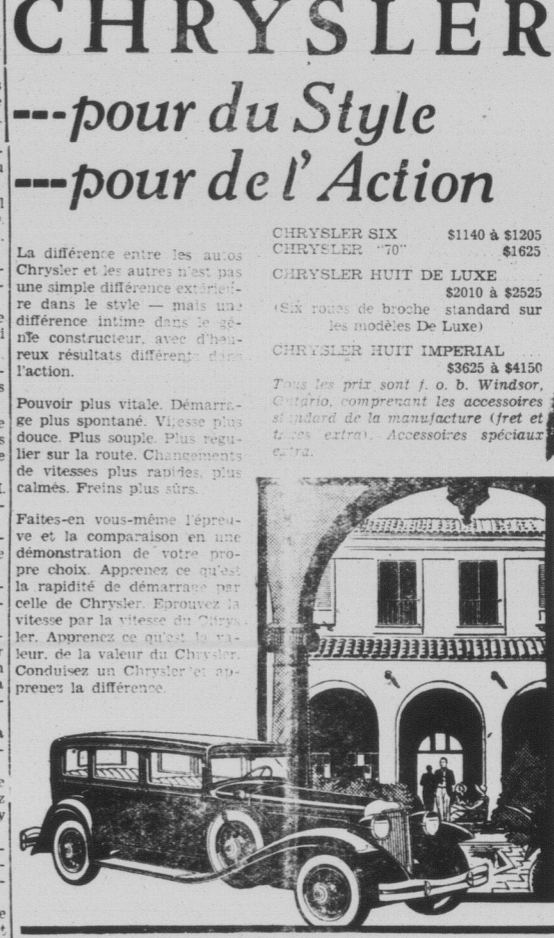 CHRYSLER
---pour du Style
---pour de l'Action
La différence entre les autos
Chrysler et les autres n'est pas
une simple différence extérieu-
re dans le style — mais une
différence intime dans le gé-
nie constructeur, avec d'heu-
reux résultats différents dans
l'action.
Pouvoir plus vitale. Démarra-
ge plus spontané. Vitesse plus
douce. Plus souple. Plus régu-
lier sur la route. Changements
de vitesses plus rapides, plus
calmés. Freins plus sûrs.
Faites-en vous-même l'épreu-
ve et la comparaison en une
démonstration de votre pro-
pre choix. Apprenez ce qu'est
la rapidité de démarrage par
celle de Chrysler. Eprouvez la
vitesse par la vitesse du Chrys-
ler. Apprenez ce qu'est la va-
leur, de la valeur du Chrysler.
Conduisez un Chrysler et ap-
prenez la différence.
CHRYSLER SIX $1140 à $1205
CHRYSLER "70" $1625
CHRYSLER HUIT DE LUXE
$2010 à $2525
(Six roues de broche standard sur
les modèles De Luxe)
CHRYSLER HUIT IMPERIAL
$3625 à $4150
Tous les prix sont f. o. b. Windsor,
Ontario, comprenant les accessoires
standard de la manufacture (fret et
taxes extra). Accessoires spéciaux
extra.